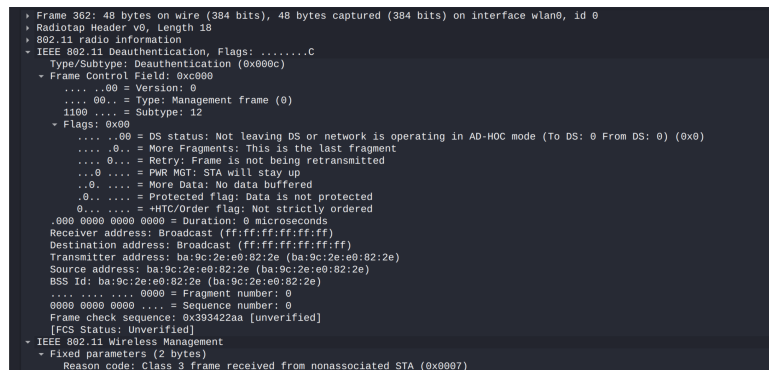 Frame 362: 48 bytes on wire (384 bits), 48 bytes captured (384 bits) on interface wlan0, id 0
Radiotap Header v0, Length 18
802.11 radio information
IEEE 802.11 Deauthentication, Flags: ........C
Type/Subtype: Deauthentication (0x000c)
Frame Control Field: 0xc000
.... ..00 = Version: 0
.... 00.. = Type: Management frame (0)
1100 .... = Subtype: 12
Flags: 0x00
.... ..00 = DS status: Not leaving DS or network is operating in AD-HOC mode (To DS: 0 From DS: 0) (0x0)
.... .0.. = More Fragments: This is the last fragment
.... 0... = Retry: Frame is not being retransmitted
...0 .... = PWR MGT: STA will stay up
..0. .... = More Data: No data buffered
.0.. .... = Protected flag: Data is not protected
0... .... = +HTC/Order flag: Not strictly ordered
.000 0000 0000 0000 = Duration: 0 microseconds
Receiver address: Broadcast (ff:ff:ff:ff:ff:ff)
Destination address: Broadcast (ff:ff:ff:ff:ff:ff)
Transmitter address: ba:9c:2e:e0:82:2e (ba:9c:2e:e0:82:2e)
Source address: ba:9c:2e:e0:82:2e (ba:9c:2e:e0:82:2e)
BSS Id: ba:9c:2e:e0:82:2e (ba:9c:2e:e0:82:2e)
.... .... .... 0000 = Fragment number: 0
0000 0000 0000 .... = Sequence number: 0
Frame check sequence: 0x393422aa [unverified]
[FCS Status: Unverified]
IEEE 802.11 Wireless Management
Fixed parameters (2 bytes)
Reason code: Class 3 frame received from nonassociated STA (0x0007)